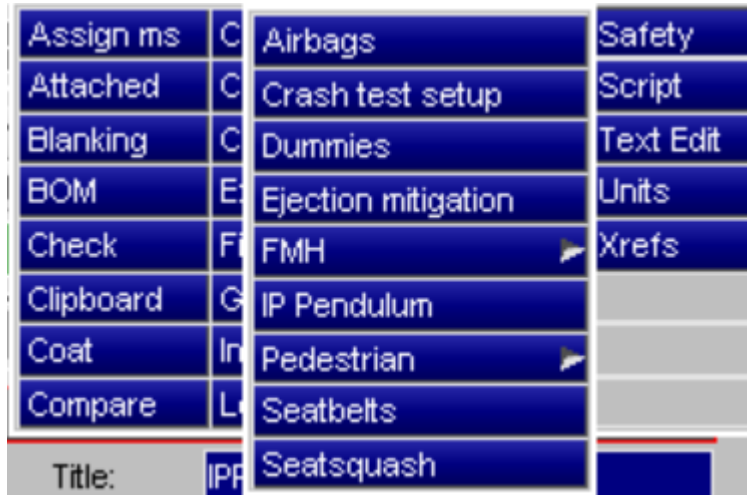 Assign ms
Attached
Blanking
BOM
Check
Clipboard
Coat
Compare
Airbags
Crash test setup
Dummies
Ejection mitigation
FMH
IP Pendulum
Pedestrian
Seatbelts
Seatsquash
Safety
Script
Text Edit
Units
Xrefs
Title: